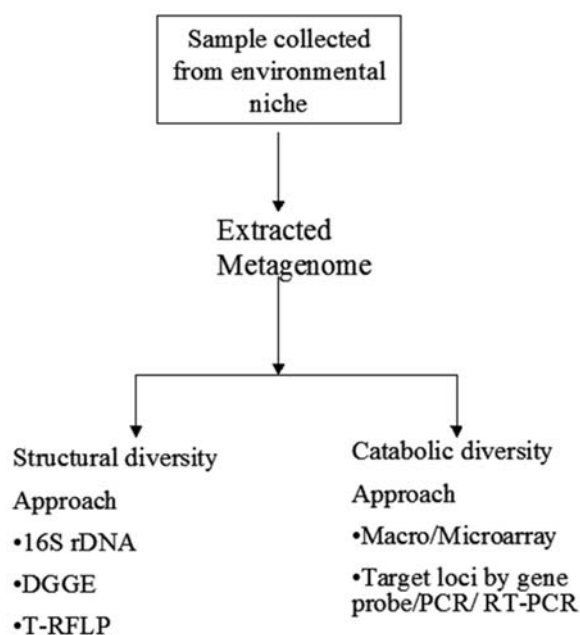 Sample collected
from environmental
niche
Extracted
Metagenome
Structural diversity
Approach
•16S rDNA
•DGGE
•T-RFLP
Catabolic diversity
Approach
•Macro/Microarray
•Target loci by gene
probe/PCR/ RT-PCR